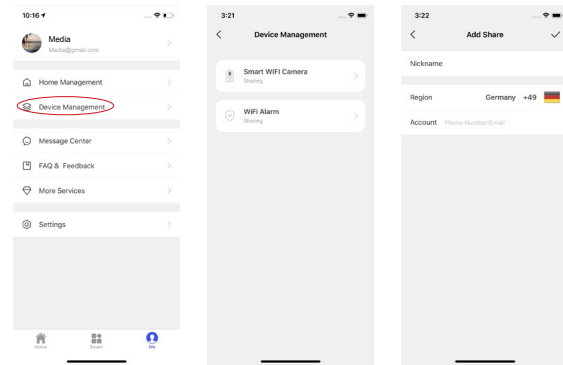 10:16
Media
Media@gmail.com
Home Management
Device Management
Message Center
FAQ & Feedback
More Services
Settings
Home
Smart
Me
3:21
Device Management
Smart WIFI Camera
Sharing
WiFi Alarm
Sharing
3:22
Add Share
Nickname
Region Germany +49
Account Phone Number/Email